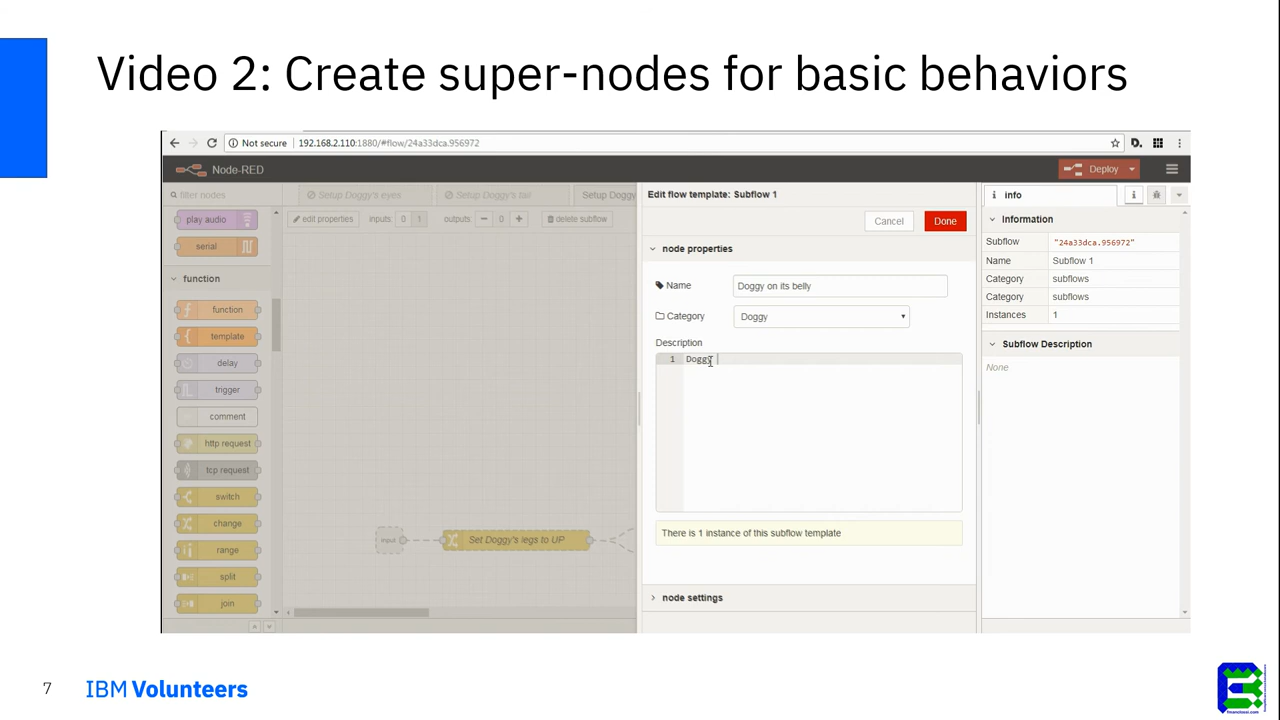 Video 2: Create super-nodes for basic behaviors
Not secure 192.168.2.110:1880/#flow/24a33dca.956972
Node-RED
Deploy
filter nodes
Setup Doggy's eyes
Setup Doggy's tail
Setup Doggy
Edit flow template: Subflow 1
info
play audio
edit properties
inputs 0 1
outputs 0
delete subflow
Cancel
Done
Information
serial
node properties
Subflow "24a33dca.956972"
Name Subflow 1
function
Name Doggy on its belly
Category subflows
Category subflows
function
Category Doggy
Instances 1
template
Description
Subflow Description
delay
1 Doggy
None
trigger
comment
http request
tcp request
switch
change
There is 1 instance of this subflow template
input
Set Doggy's legs to UP
range
split
join
node settings
7
IBM Volunteers